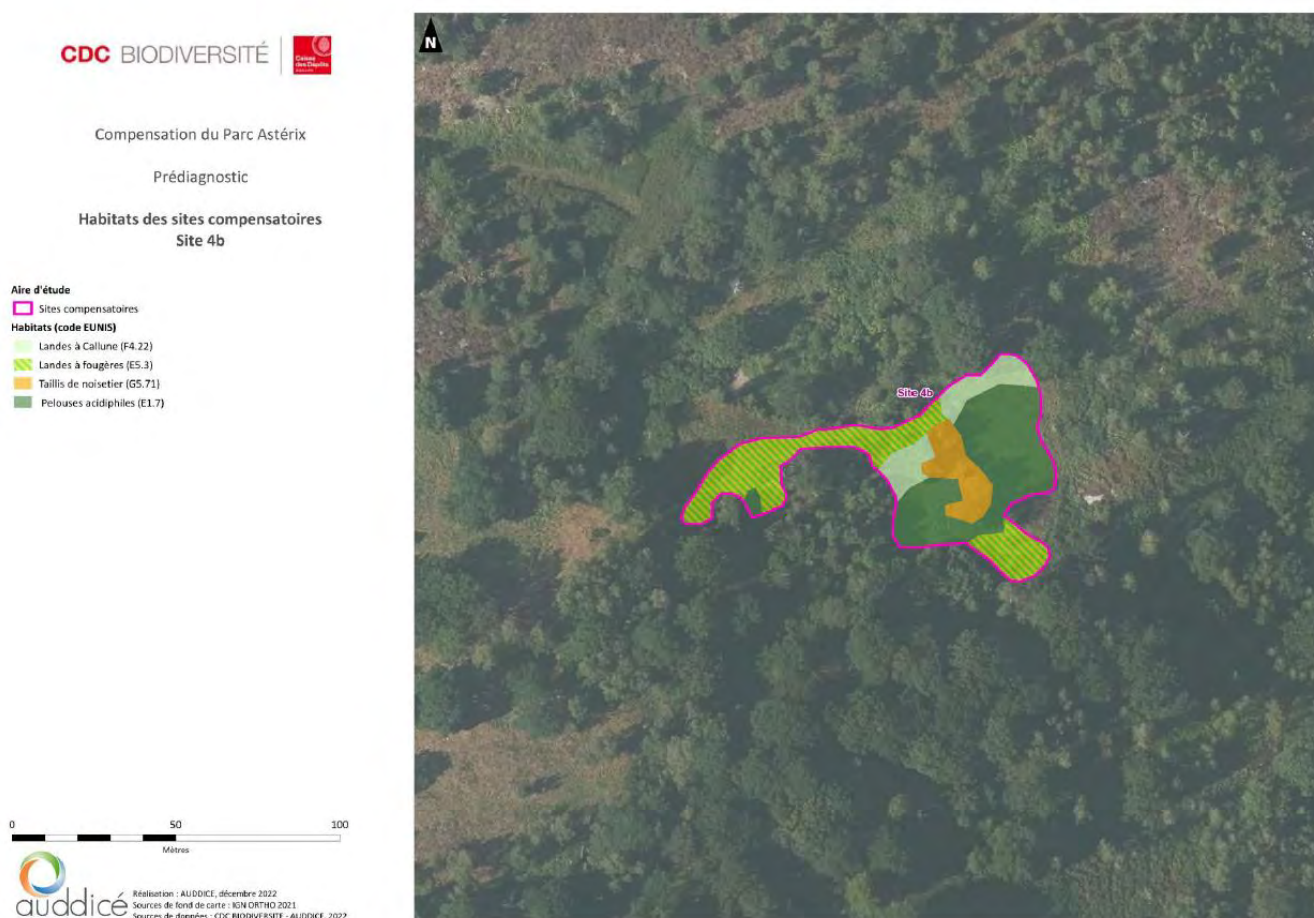 CDC BIODIVERSITÉ
Caisse
des Dépôts
Compensation du Parc Astérix
Prédiagnostic
Habitats des sites compensatoires
Site 4b
Aire d'étude
Sites compensatoires
Habitats (code EUNIS)
Landes à Callune (F4.22)
Landes à fougères (E5.3)
Taillis de noisetier (G5.71)
Pelouses acidiphiles (E1.7)
N
Site 4b
0 50 100
Mètres
auddicé
Réalisation : AUDDICE, décembre 2022
Sources de fond de carte : IGN ORTHO 2021
Sources de données : CDC BIODIVERSITE - AUDDICE, 2022